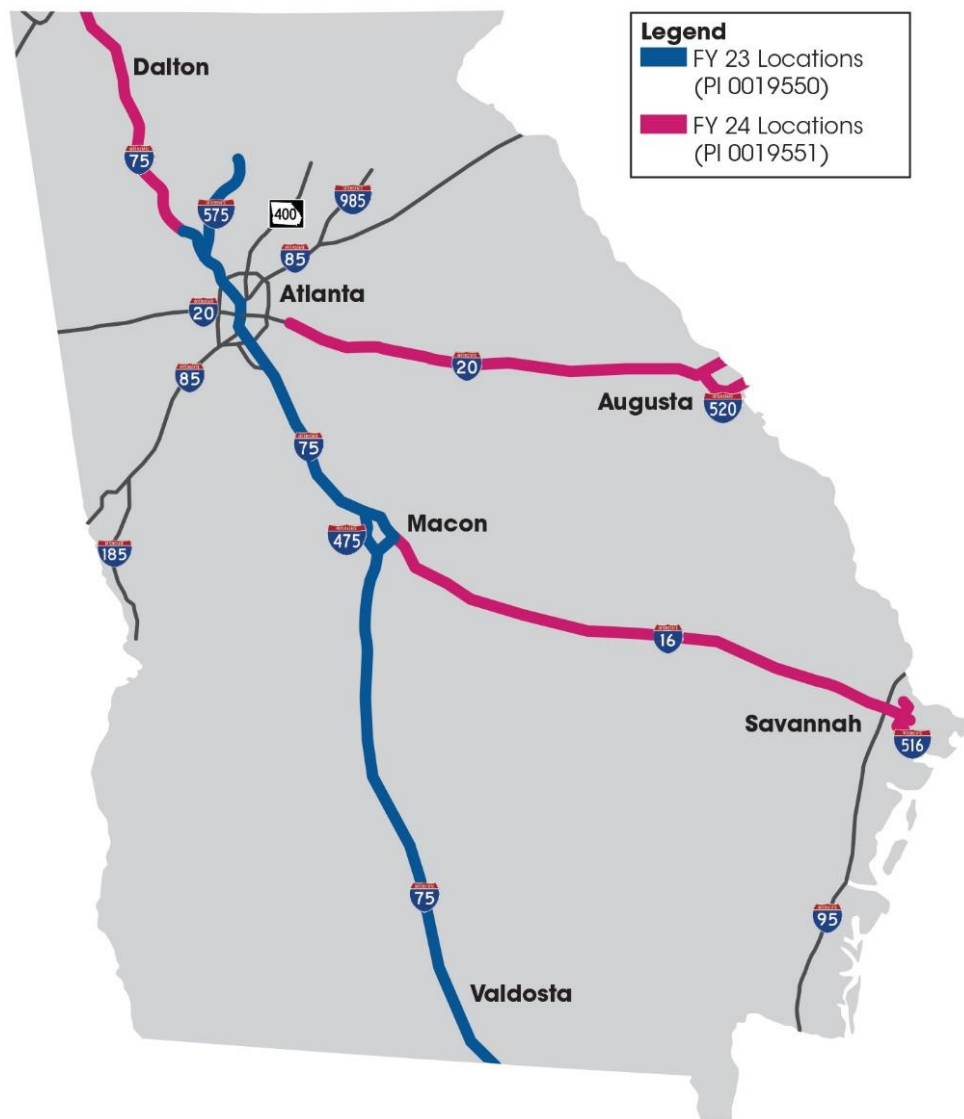 Legend
FY 23 Locations
(PI 0019550)
FY 24 Locations
(PI 0019551)
Dalton
75
575
400
985
85
Atlanta
20
85
20
Augusta
520
75
Macon
475
185
16
Savannah
516
75
95
Valdosta